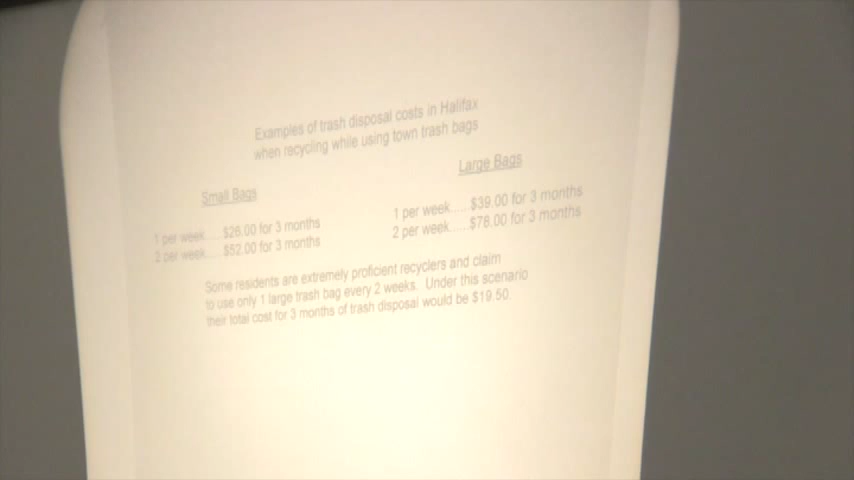 Examples of trash disposal costs in Halifax
when recycling while using town trash bags
Small Bags
1 per week.....$26.00 for 3 months
2 per week.....$52.00 for 3 months
Large Bags
1 per week.....$39.00 for 3 months
2 per week.....$76.00 for 3 months
Some residents are extremely proficient recyclers and claim
to use only 1 large trash bag every 2 weeks. Under this scenario
their total cost for 3 months of trash disposal would be $19.50.